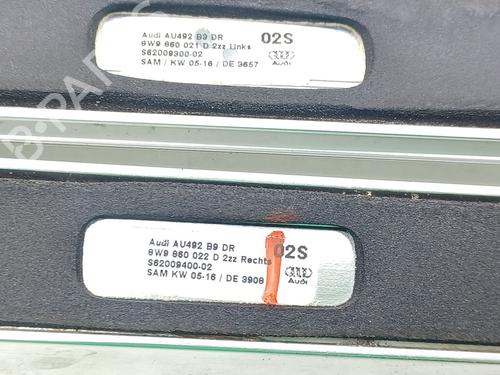 Audi AU492 B9 DR 02S
8W9 860 021 D 2zz Links
S62009300-02
SAM / KW 05-16 / DE 3657
Audi
Audi AU492 B9 DR 02S
8W9 860 022 D 2zz Rechts
S62009400-02
SAM KW 05-16 / DE 3908
Audi
B-PARTS